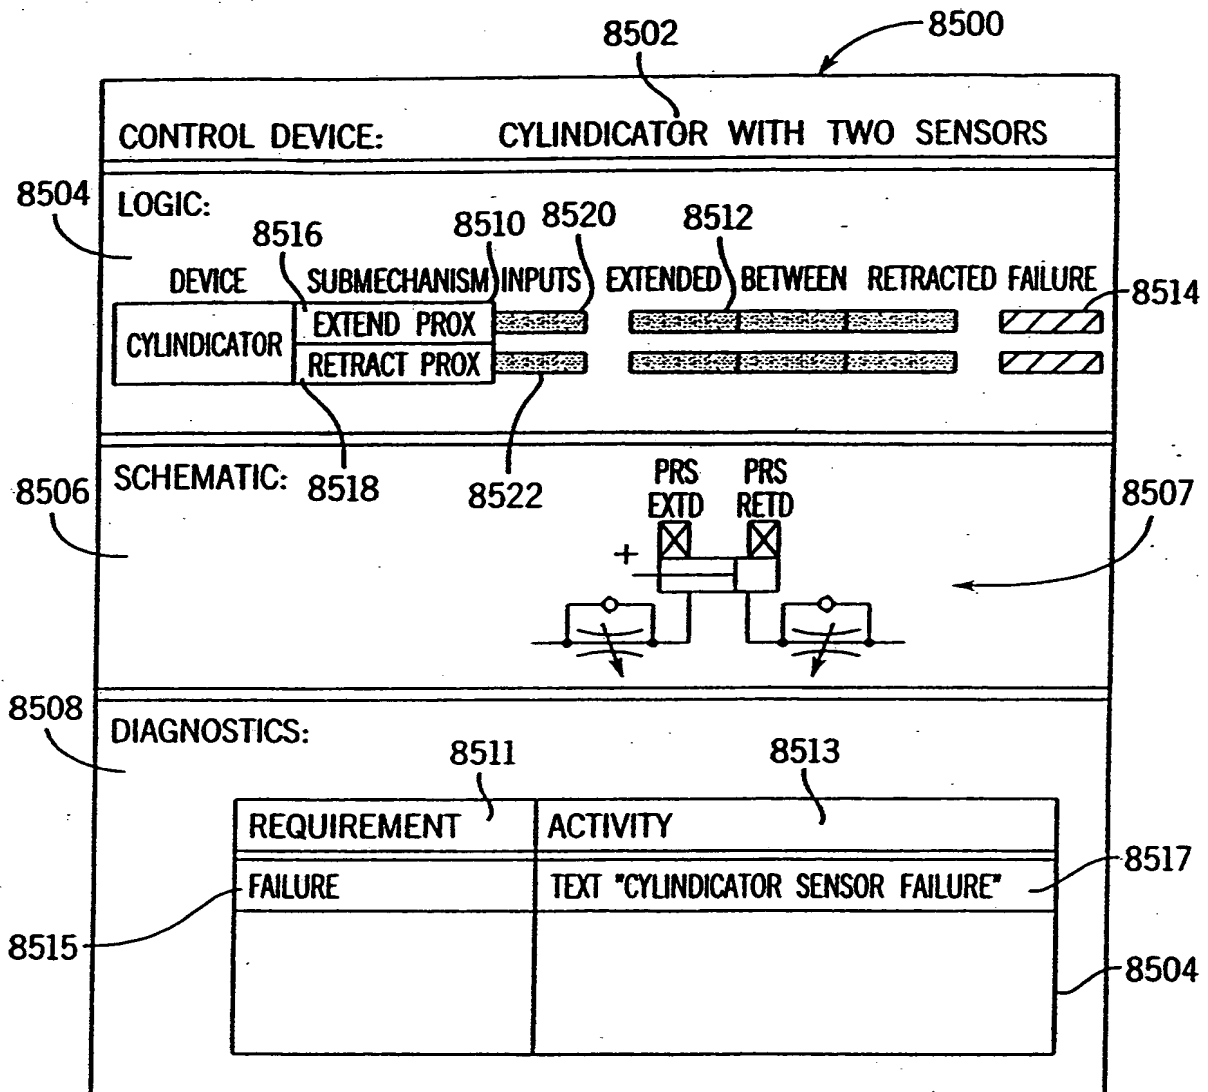 8502
8500
CONTROL DEVICE: CYLINDICATOR WITH TWO SENSORS
8504
LOGIC:
8516 8510 8520 8512
DEVICE SUBMECHANISM INPUTS EXTENDED BETWEEN RETRACTED FAILURE
8514
CYLINDICATOR
EXTEND PROX
RETRACT PROX
8506
SCHEMATIC:
8518 8522
PRS EXTD
PRS RETD
8507
+
8508
DIAGNOSTICS:
8511 8513
REQUIREMENT ACTIVITY
FAILURE TEXT "CYLINDICATOR SENSOR FAILURE"
8517
8515
8504